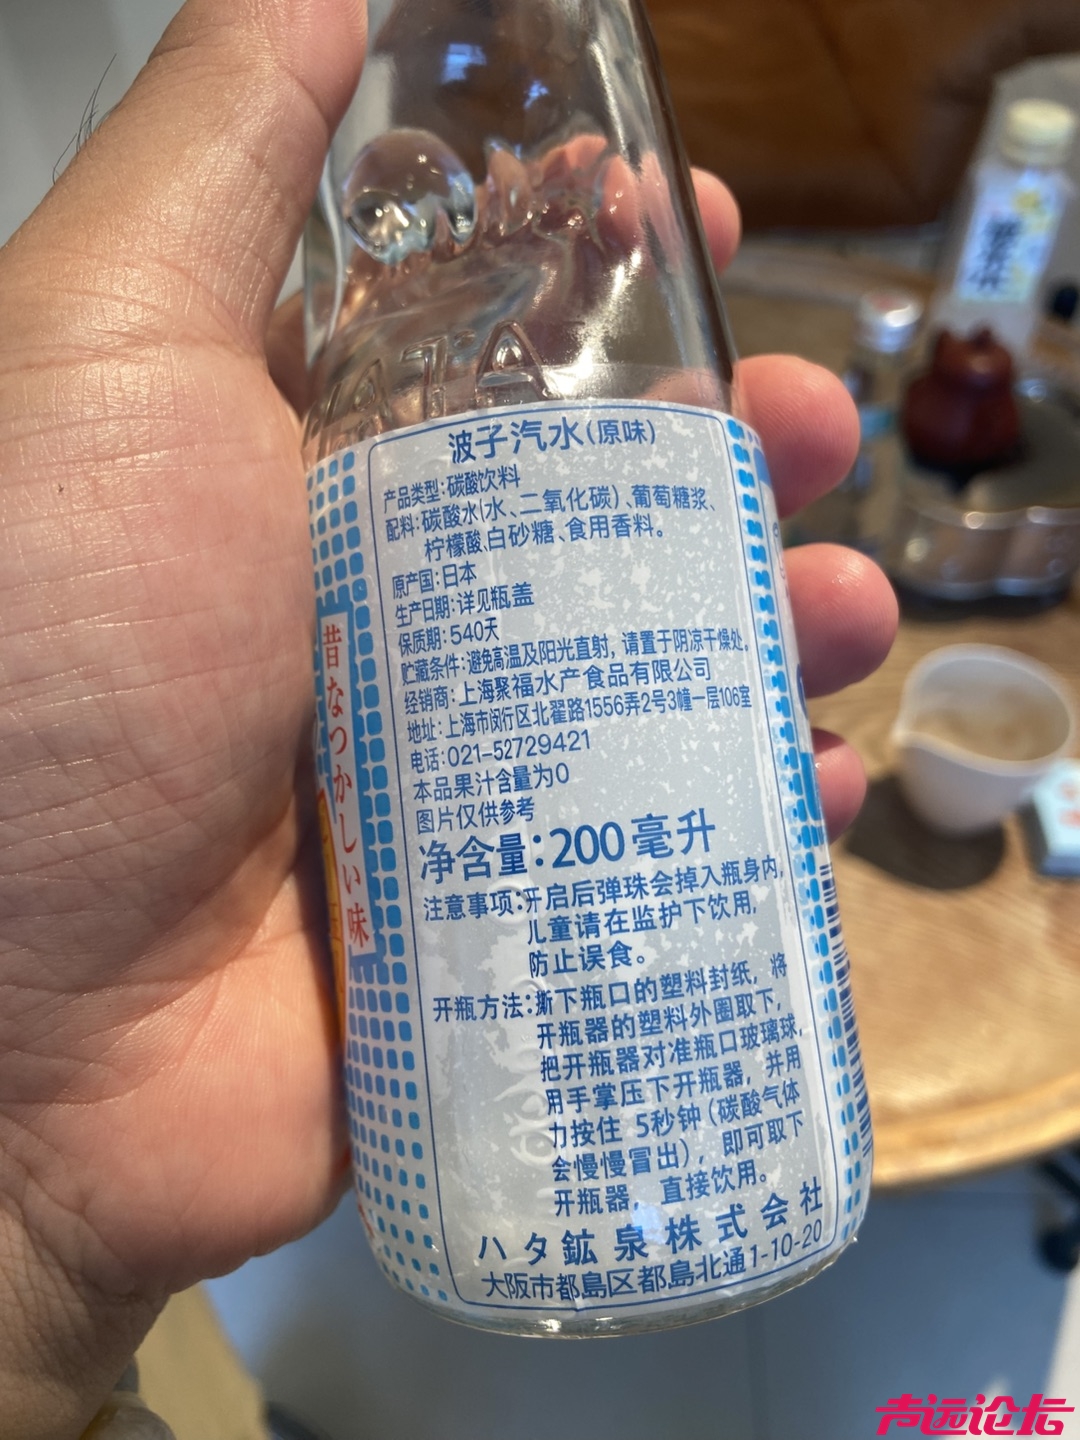 HATA
波子汽水(原味)
产品类型:碳酸饮料
配料:碳酸水(水、二氧化碳)、葡萄糖浆、
柠檬酸、白砂糖、食用香料。
原产国:日本
生产日期:详见瓶盖
保质期:540天
贮藏条件:避免高温及阳光直射,请置于阴凉干燥处。
经销商:上海聚福水产食品有限公司
地址:上海市闵行区北翟路1556弄2号3幢一层106室
电话:021-52729421
本品果汁含量为0
图片仅供参考
净含量:200毫升
注意事项:开启后弹珠会掉入瓶身内,
儿童请在监护下饮用,
防止误食。
开瓶方法:撕下瓶口的塑料封纸,将
开瓶器的塑料外圈取下,
把开瓶器对准瓶口玻璃球,
用手掌压下开瓶器,并用
力按住 5秒钟(碳酸气体
会慢慢冒出),即可取下
开瓶器,直接饮用。
ハタ鉱泉株式会社
大阪市都島区都島北通1-10-20
昔なつかしい味
声远论坛